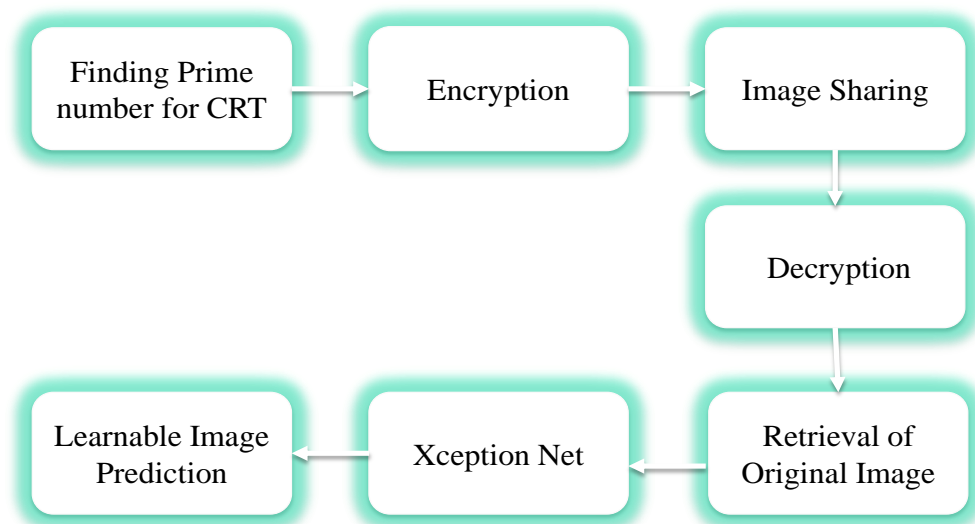 Finding Prime
number for CRT
Encryption
Image Sharing
Decryption
Retrieval of
Original Image
Xception Net
Learnable Image
Prediction